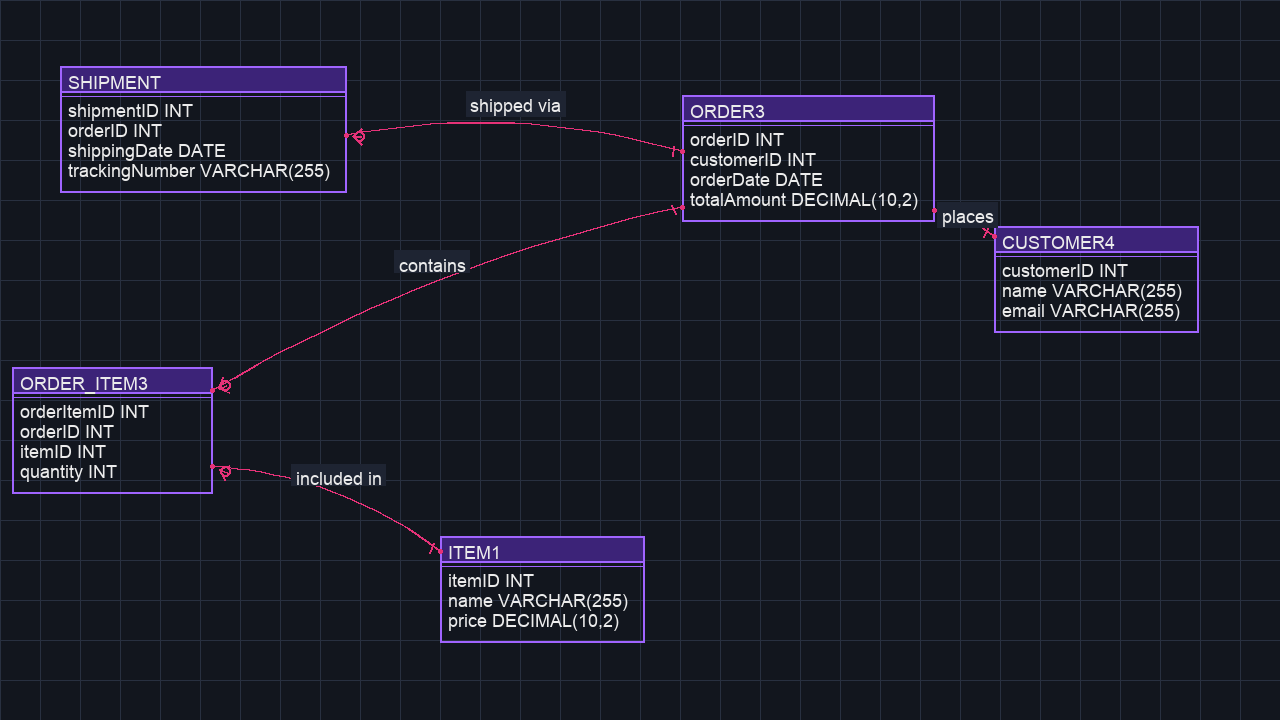 SHIPMENT
shipmentID INT
orderID INT
shippingDate DATE
trackingNumber VARCHAR(255)
shipped via
ORDER3
orderID INT
customerID INT
orderDate DATE
totalAmount DECIMAL(10,2)
places
CUSTOMER4
customerID INT
name VARCHAR(255)
email VARCHAR(255)
contains
ORDER_ITEM3
orderItemID INT
orderID INT
itemID INT
quantity INT
included in
ITEM1
itemID INT
name VARCHAR(255)
price DECIMAL(10,2)